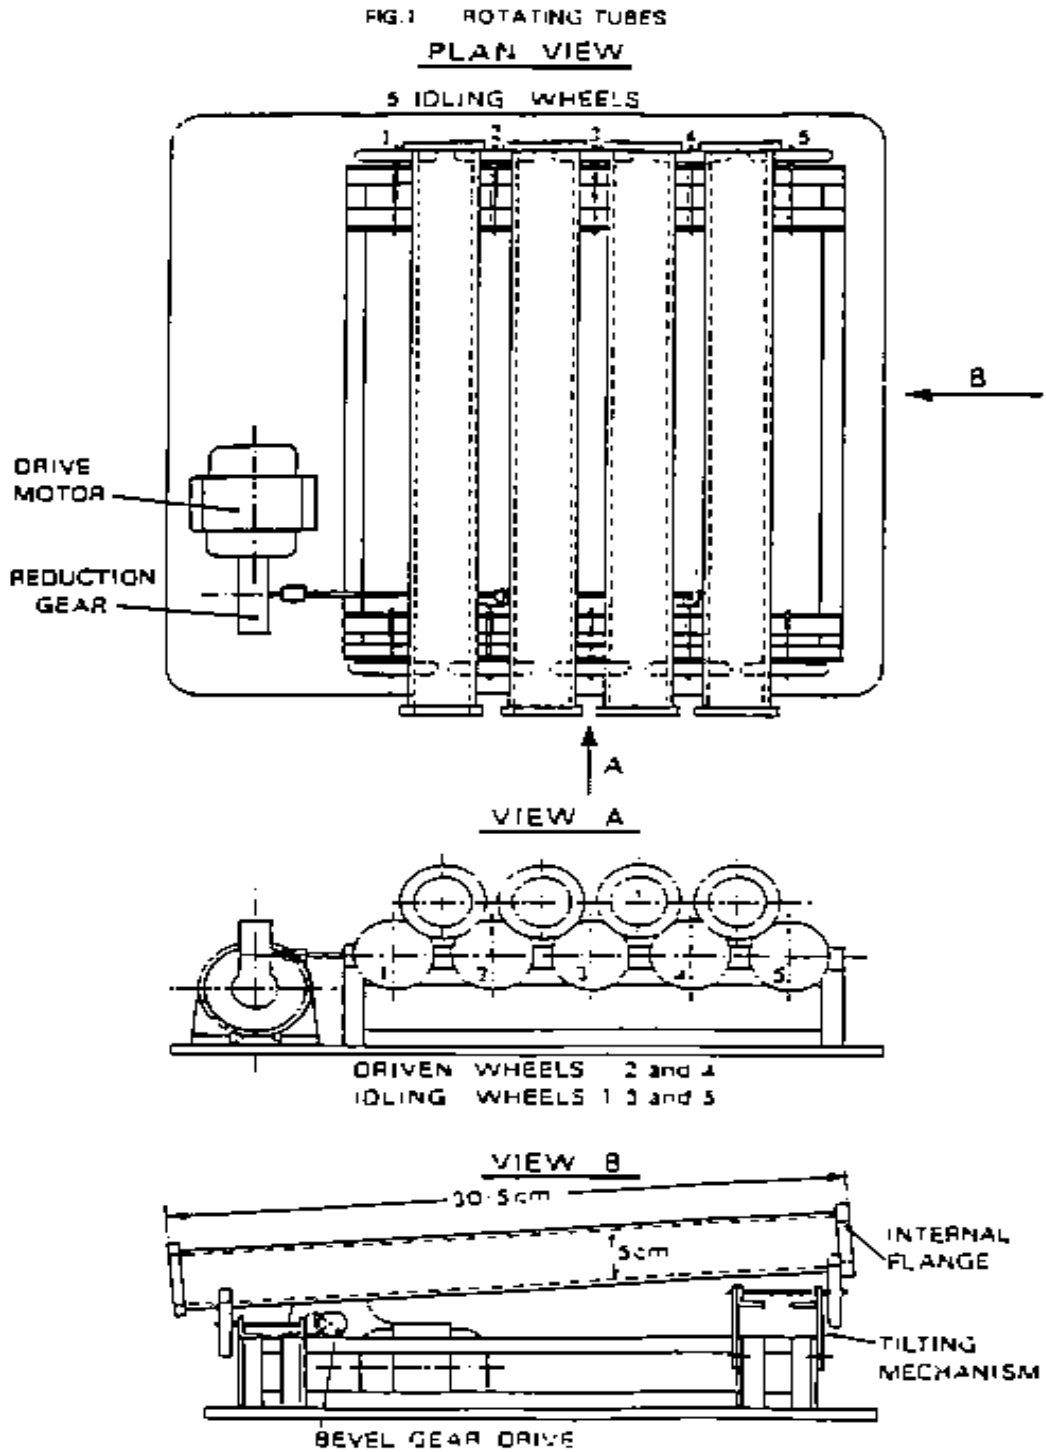 FIG.1 ROTATING TUBES
PLAN VIEW
5 IDLING WHEELS
1 2 3 4 5
B
DRIVE
MOTOR
REDUCTION
GEAR
A
VIEW A
1 2 3 4 5
DRIVEN WHEELS 2 and 4
IDLING WHEELS 1 3 and 5
VIEW B
30·5cm
INTERNAL
FLANGE
5cm
TILTING
MECHANISM
BEVEL GEAR DRIVE